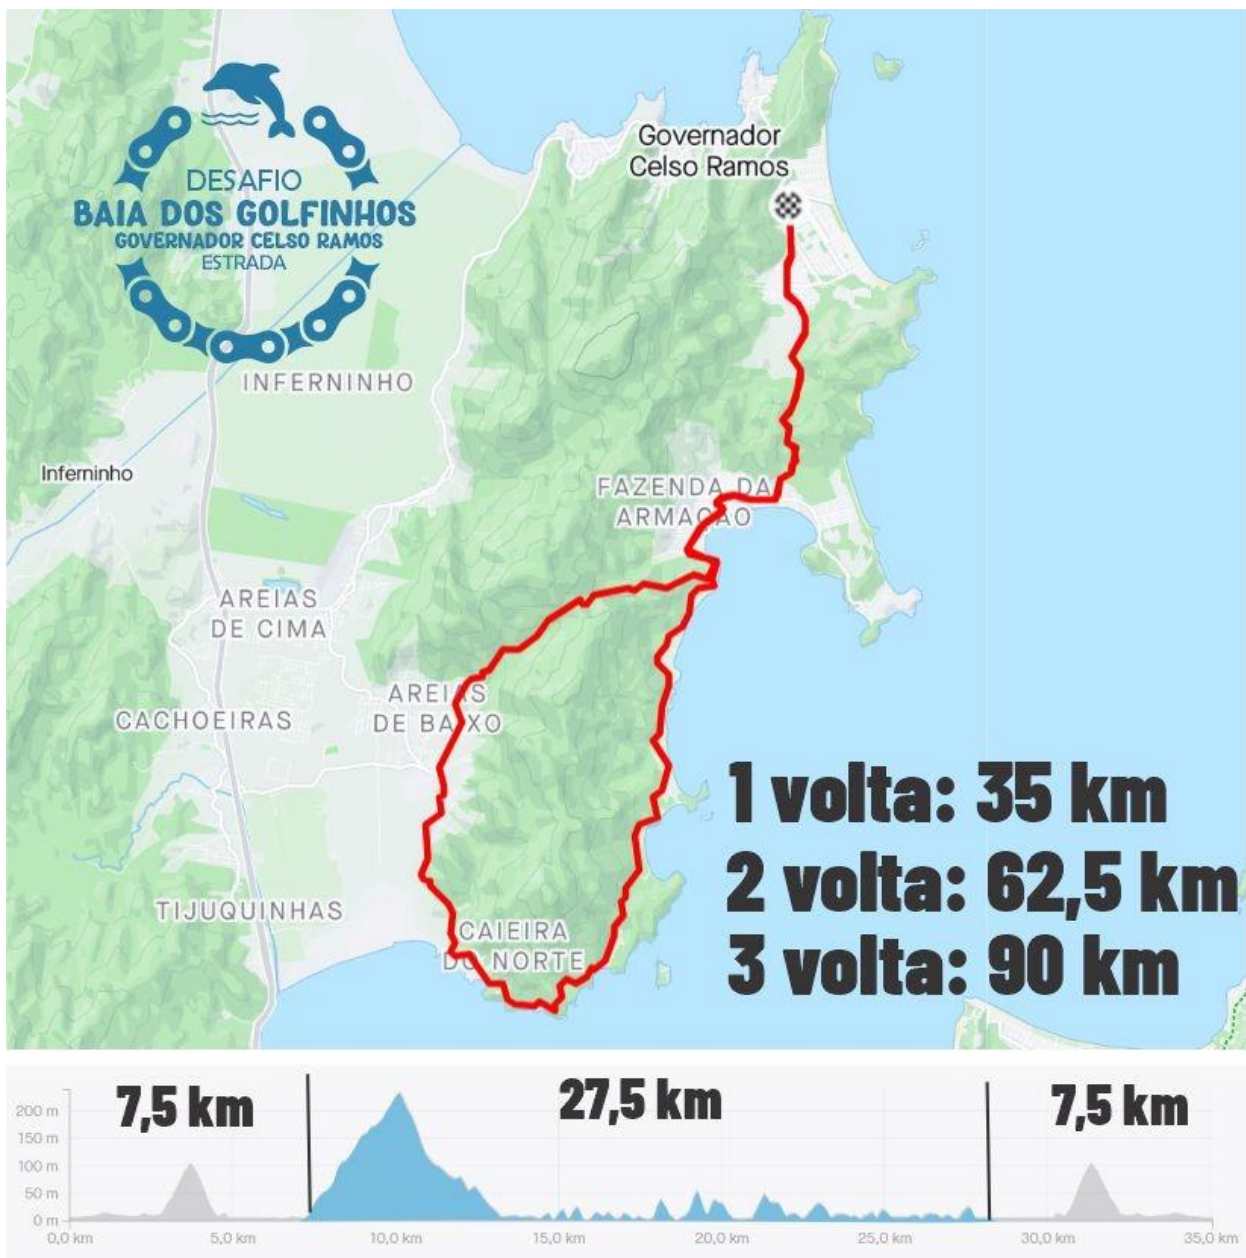 DESAFIO
BAIA DOS GOLFINHOS
GOVERNADOR CELSO RAMOS
ESTRADA
Governador
Celso Ramos
INFERNINHO
Inferninho
FAZENDA DA
ARMAÇÃO
AREIAS
DE CIMA
AREIAS
DE BAIXO
CACHOEIRAS
TIJUQUINHAS
CAIEIRA
DO NORTE
1 volta: 35 km
2 volta: 62,5 km
3 volta: 90 km
7,5 km
27,5 km
7,5 km
200 m
150 m
100 m
50 m
0 m
0,0 km
5,0 km
10,0 km
15,0 km
20,0 km
25,0 km
30,0 km
35,0 km